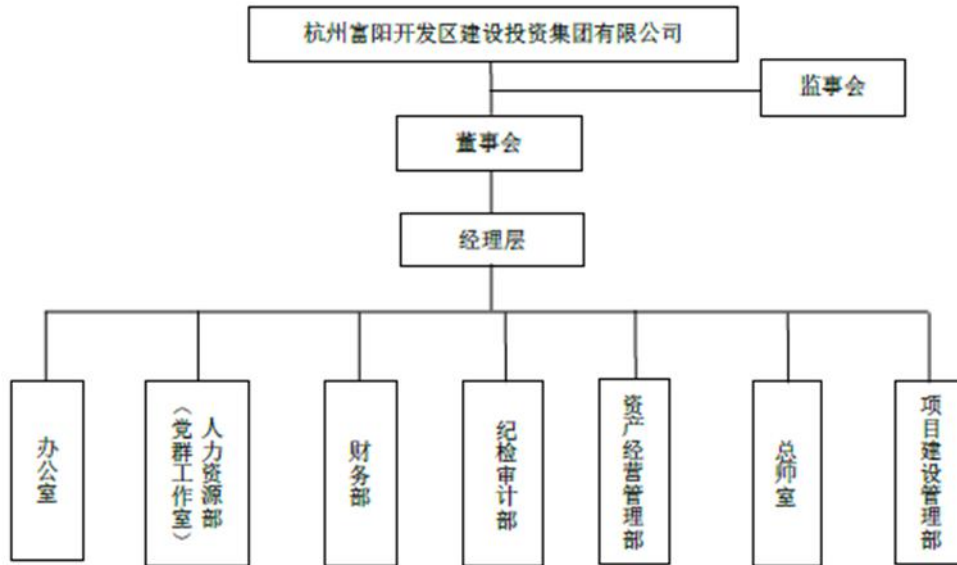 杭州富阳开发区建设投资集团有限公司
监事会
董事会
经理层
办公室
人力资源部
（党群工作室）
财务部
纪检审计部
资产经营管理部
总师室
项目建设管理部